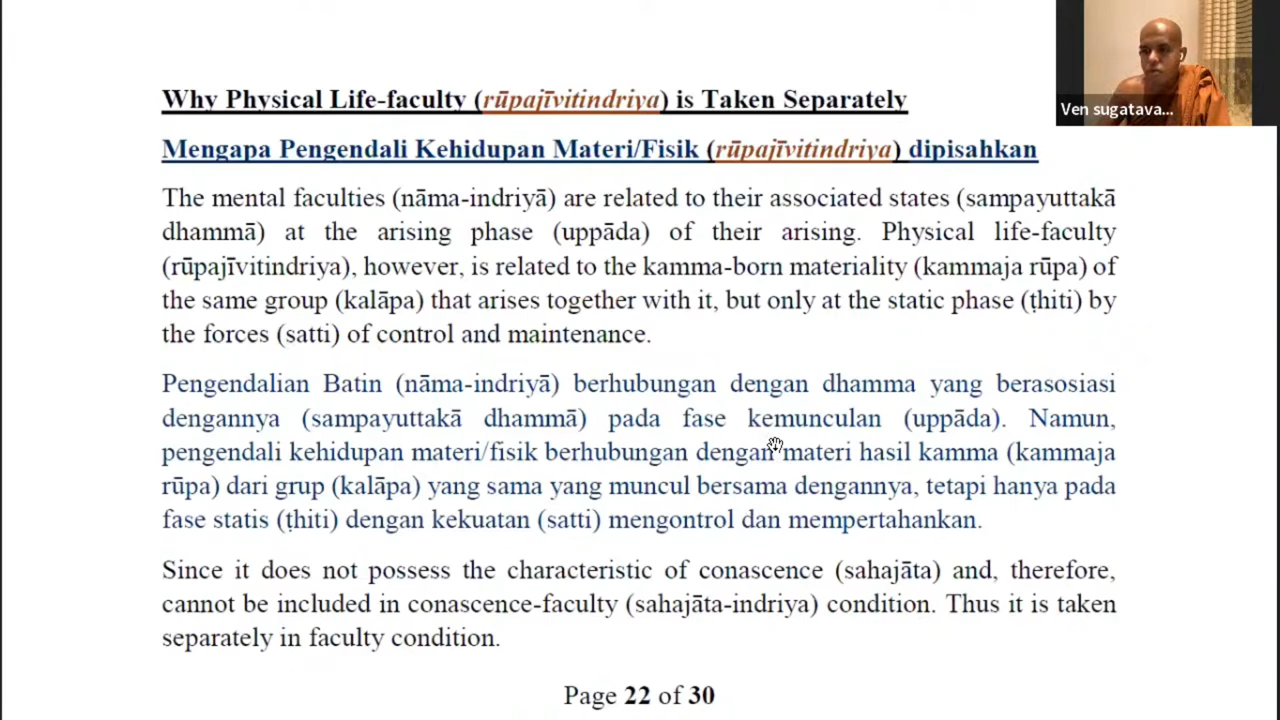 Why Physical Life-faculty (rūpajīvitindriya) is Taken Separately
Ven sugatava...
Mengapa Pengendali Kehidupan Materi/Fisik (rūpajīvitindriya) dipisahkan
The mental faculties (nāma-indriyā) are related to their associated states (sampayuttakā
dhammā) at the arising phase (uppāda) of their arising. Physical life-faculty
(rūpajīvitindriya), however, is related to the kamma-born materiality (kammaja rūpa) of
the same group (kalāpa) that arises together with it, but only at the static phase (ṭhiti) by
the forces (satti) of control and maintenance.
Pengendalian Batin (nāma-indriyā) berhubungan dengan dhamma yang berasosiasi
dengannya (sampayuttakā dhammā) pada fase kemunculan (uppāda). Namun,
pengendali kehidupan materi/fisik berhubungan dengan materi hasil kamma (kammaja
rūpa) dari grup (kalāpa) yang sama yang muncul bersama dengannya, tetapi hanya pada
fase statis (ṭhiti) dengan kekuatan (satti) mengontrol dan mempertahankan.
Since it does not possess the characteristic of conascence (sahajāta) and, therefore,
cannot be included in conascence-faculty (sahajāta-indriya) condition. Thus it is taken
separately in faculty condition.
Page 22 of 30